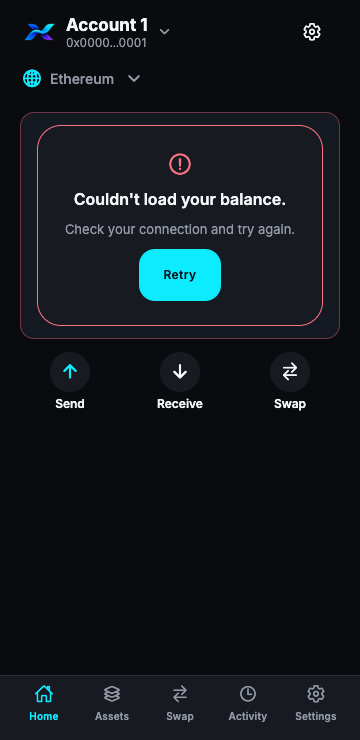 Account 1
0x0000...0001
Ethereum
Couldn't load your balance.
Check your connection and try again.
Retry
Send
Receive
Swap
Home
Assets
Swap
Activity
Settings